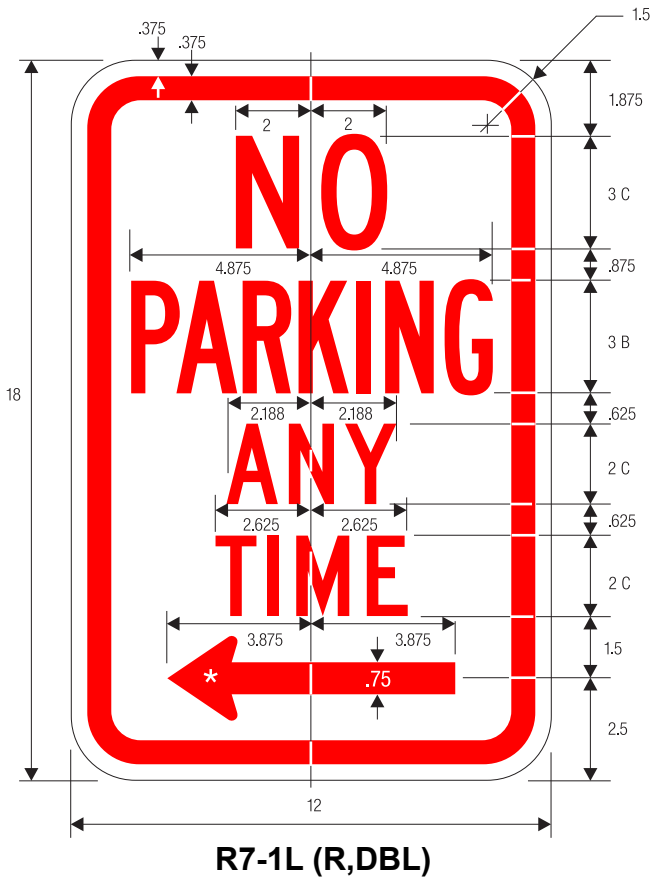 .375
.375
1.5
2 2
1.875
NO
3 C
4.875 4.875
.875
PARKING
3 B
18
2.188 2.188
.625
ANY
2 C
2.625 2.625
.625
TIME
2 C
3.875 3.875
1.5
* .75
2.5
12
R7-1L (R,DBL)